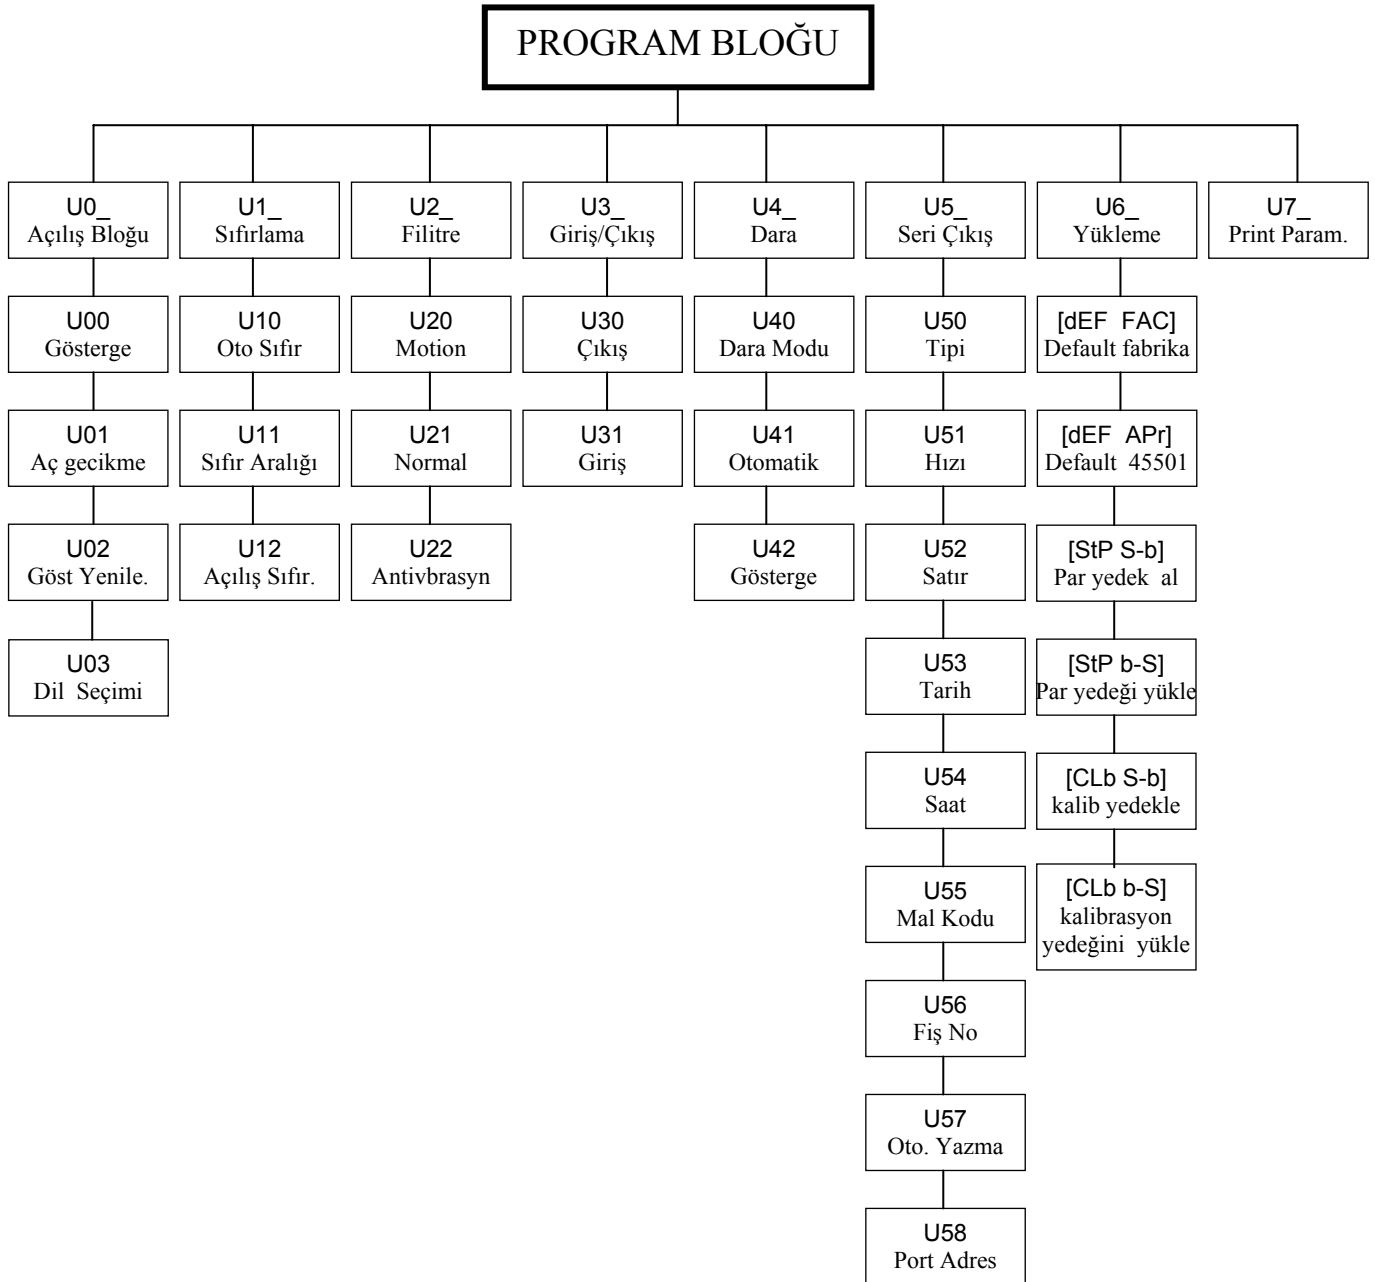 PROGRAM BLOĞU
U0_
Açılış Bloğu
U1_
Sıfırlama
U2_
Filitre
U3_
Giriş/Çıkış
U4_
Dara
U5_
Seri Çıkış
U6_
Yükleme
U7_
Print Param.
U00
Gösterge
U10
Oto Sıfır
U20
Motion
U30
Çıkış
U40
Dara Modu
U50
Tipi
[dEF FAC]
Default fabrika
U01
Aç gecikme
U11
Sıfır Aralığı
U21
Normal
U31
Giriş
U41
Otomatik
U51
Hızı
[dEF APr]
Default 45501
U02
Göst Yenile.
U12
Açılış Sıfır.
U22
Antivbrasyn
U42
Gösterge
U52
Satır
[StP S-b]
Par yedek al
U03
Dil Seçimi
U53
Tarih
[StP b-S]
Par yedeği yükle
U54
Saat
[CLb S-b]
kalib yedekle
U55
Mal Kodu
[CLb b-S]
kalibrasyon
yedeğini yükle
U56
Fiş No
U57
Oto. Yazma
U58
Port Adres